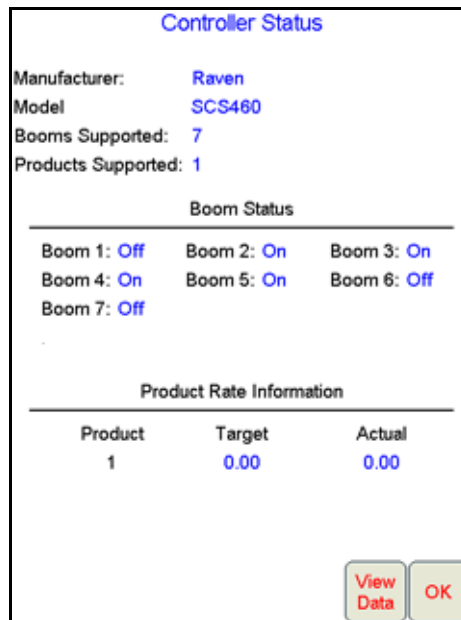 Controller Status
Manufacturer: Raven
Model SCS460
Booms Supported: 7
Products Supported: 1
Boom Status
Boom 1: Off Boom 2: On Boom 3: On
Boom 4: On Boom 5: On Boom 6: Off
Boom 7: Off
Product Rate Information
Product Target Actual
1 0.00 0.00
View Data OK